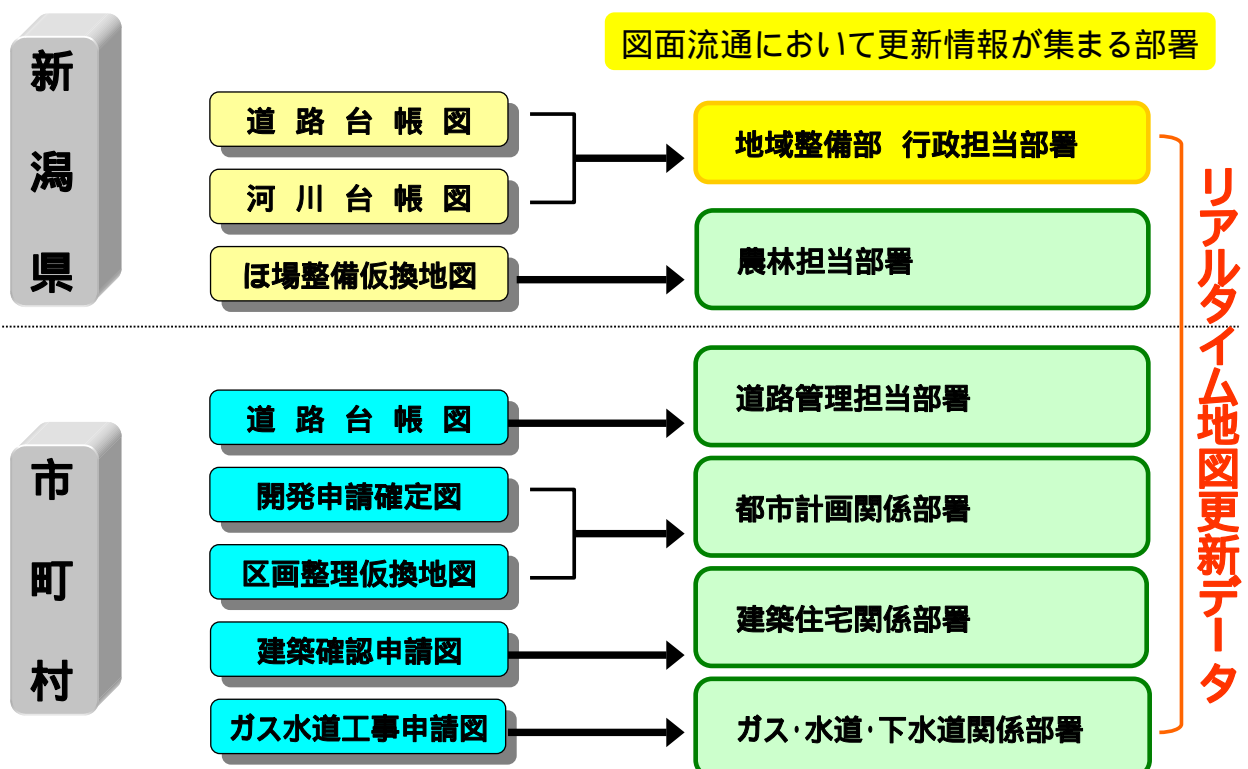 図面流通において更新情報が集まる部署
新潟県
道路台帳図
河川台帳図
ほ場整備仮換地図
地域整備部 行政担当部署
農林担当部署
市町村
道路台帳図
開発申請確定図
区画整理仮換地図
建築確認申請図
ガス水道工事申請図
道路管理担当部署
都市計画関係部署
建築住宅関係部署
ガス・水道・下水道関係部署
リアルタイム地図更新データ